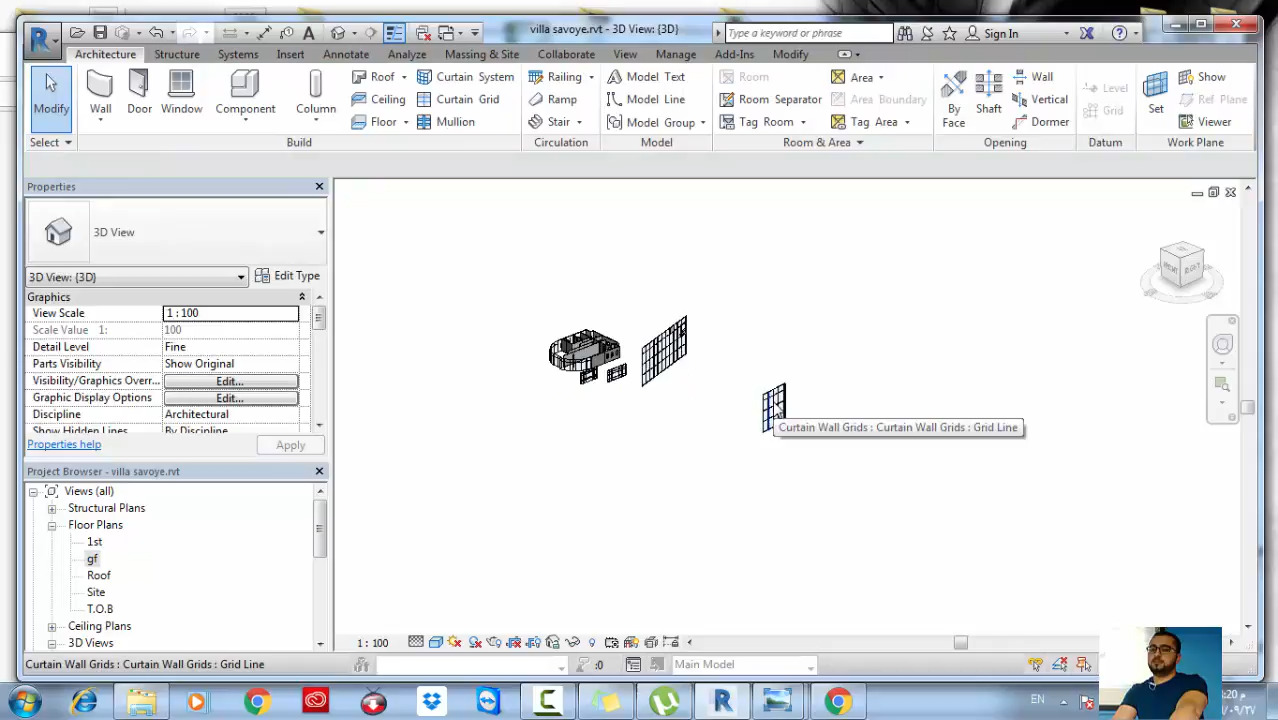 villa savoye.rvt - 3D View: {3D}
Type a keyword or phrase
Sign In
Architecture Structure Systems Insert Annotate Analyze Massing & Site Collaborate View Manage Add-Ins Modify
Modify Wall Door Window Component Column
Roof Curtain System
Ceiling Curtain Grid
Floor Mullion
Railing
Ramp
Stair
Model Text
Model Line
Model Group
Room
Room Separator
Tag Room
Area
Area Boundary
Tag Area
By Face
Shaft
Wall
Vertical
Dormer
Level
Grid
Set
Show
Ref Plane
Viewer
Select Build Circulation Model Room & Area Opening Datum Work Plane
Properties
3D View
3D View: {3D} Edit Type
Graphics
View Scale 1 : 100
Scale Value 1: 100
Detail Level Fine
Parts Visibility Show Original
Visibility/Graphics Overr... Edit...
Graphic Display Options Edit...
Discipline Architectural
Show Hidden Lines By Discipline
Properties help Apply
Project Browser - villa savoye.rvt
Views (all)
Structural Plans
Floor Plans
1st
gf
Roof
Site
T.O.B
Ceiling Plans
3D Views
Curtain Wall Grids : Curtain Wall Grids : Grid Line
1 : 100
Curtain Wall Grids : Curtain Wall Grids : Grid Line
:0
Main Model
EN